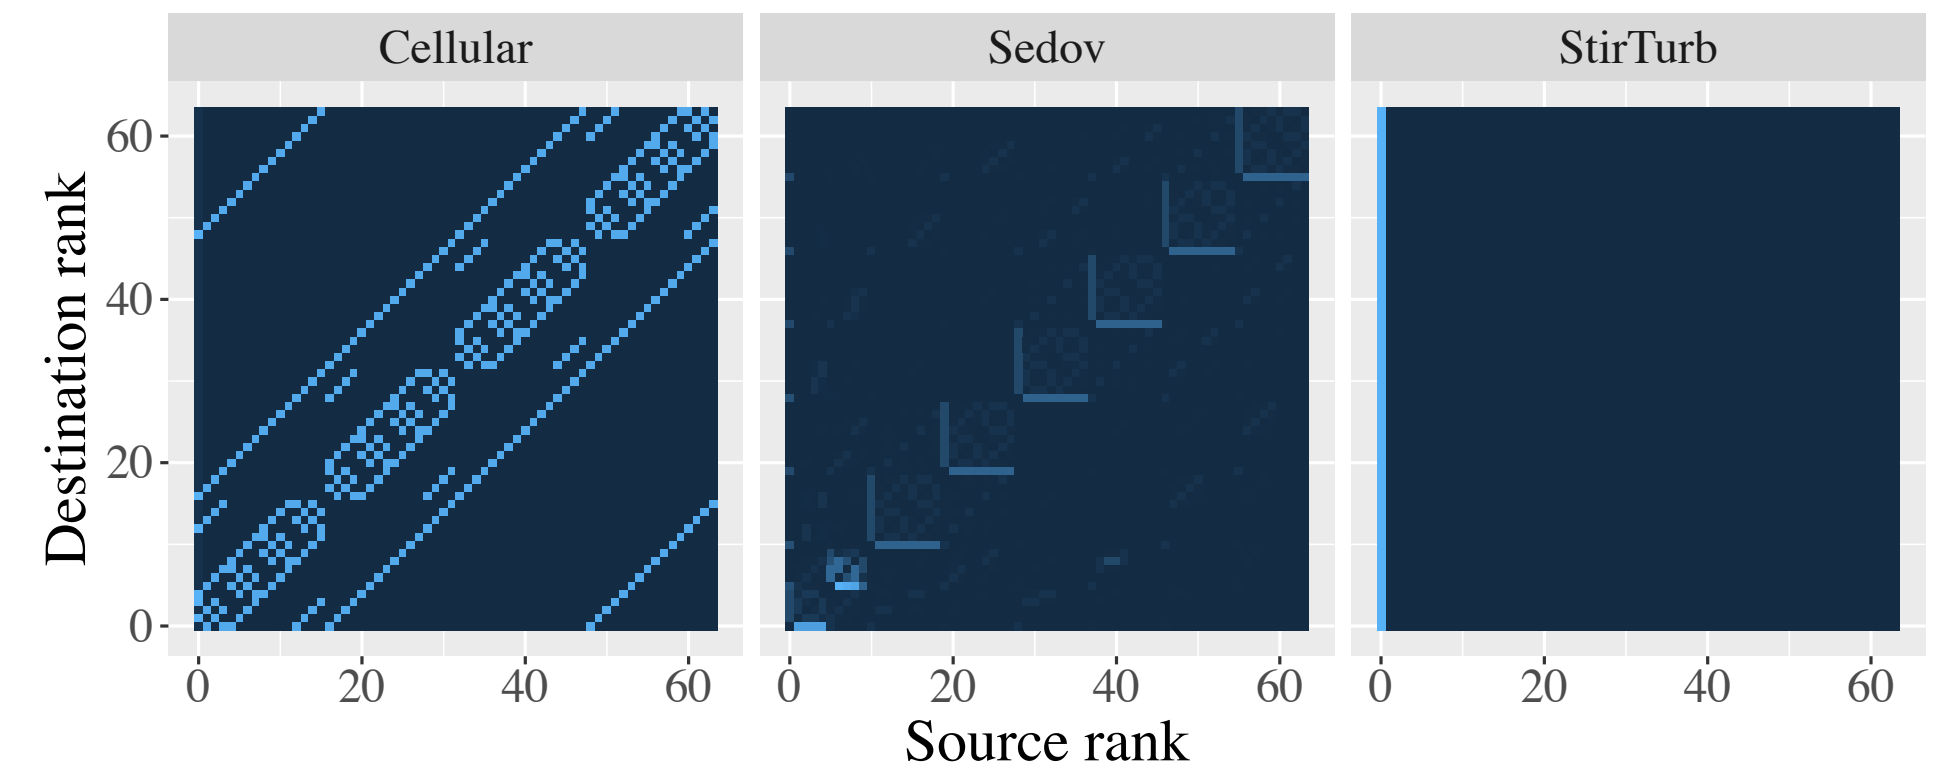 Cellular Sedov StirTurb
Destination rank
60
40
20
0
0 20 40 60 0 20 40 60 0 20 40 60
Source rank